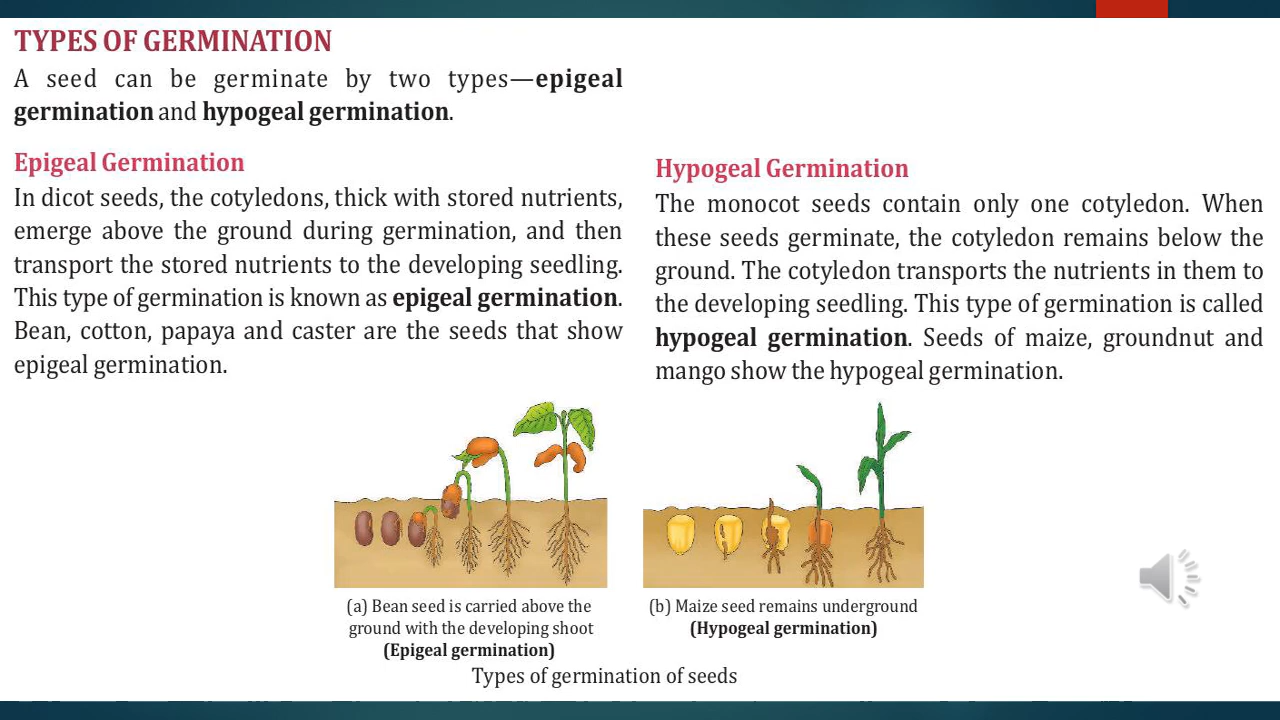 TYPES OF GERMINATION
A seed can be germinate by two types—epigeal
germination and hypogeal germination.
Epigeal Germination
In dicot seeds, the cotyledons, thick with stored nutrients,
emerge above the ground during germination, and then
transport the stored nutrients to the developing seedling.
This type of germination is known as epigeal germination.
Bean, cotton, papaya and caster are the seeds that show
epigeal germination.
Hypogeal Germination
The monocot seeds contain only one cotyledon. When
these seeds germinate, the cotyledon remains below the
ground. The cotyledon transports the nutrients in them to
the developing seedling. This type of germination is called
hypogeal germination. Seeds of maize, groundnut and
mango show the hypogeal germination.
(a) Bean seed is carried above the
ground with the developing shoot
(Epigeal germination)
(b) Maize seed remains underground
(Hypogeal germination)
Types of germination of seeds